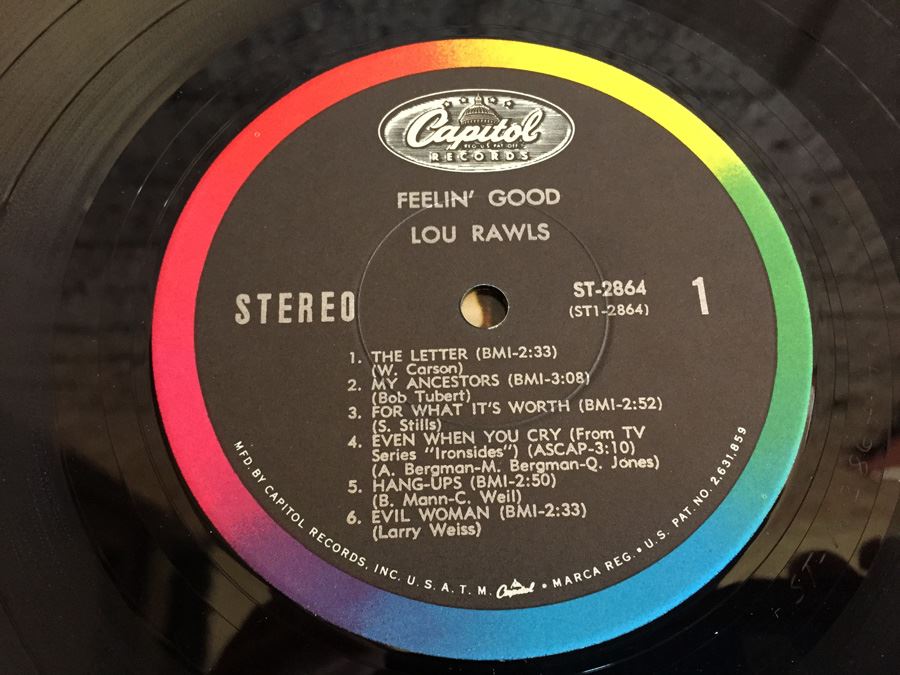 Capitol
REG. U.S. PAT. OFF.
RECORDS
FEELIN' GOOD
LOU RAWLS
STEREO
ST-2864
(ST1-2864)
1
1. THE LETTER (BMI-2:33)
(W. Carson)
2. MY ANCESTORS (BMI-3:08)
(Bob Tubert)
3. FOR WHAT IT'S WORTH (BMI-2:52)
(S. Stills)
4. EVEN WHEN YOU CRY (From TV
Series "Ironsides") (ASCAP-3:10)
(A. Bergman-M. Bergman-Q. Jones)
5. HANG-UPS (BMI-2:50)
(B. Mann-C. Weil)
6. EVIL WOMAN (BMI-2:33)
(Larry Weiss)
MFD. BY CAPITOL RECORDS, INC. U.S.A. T.M. Capitol • MARCA REG. • U.S. PAT. NO. 2,631,859